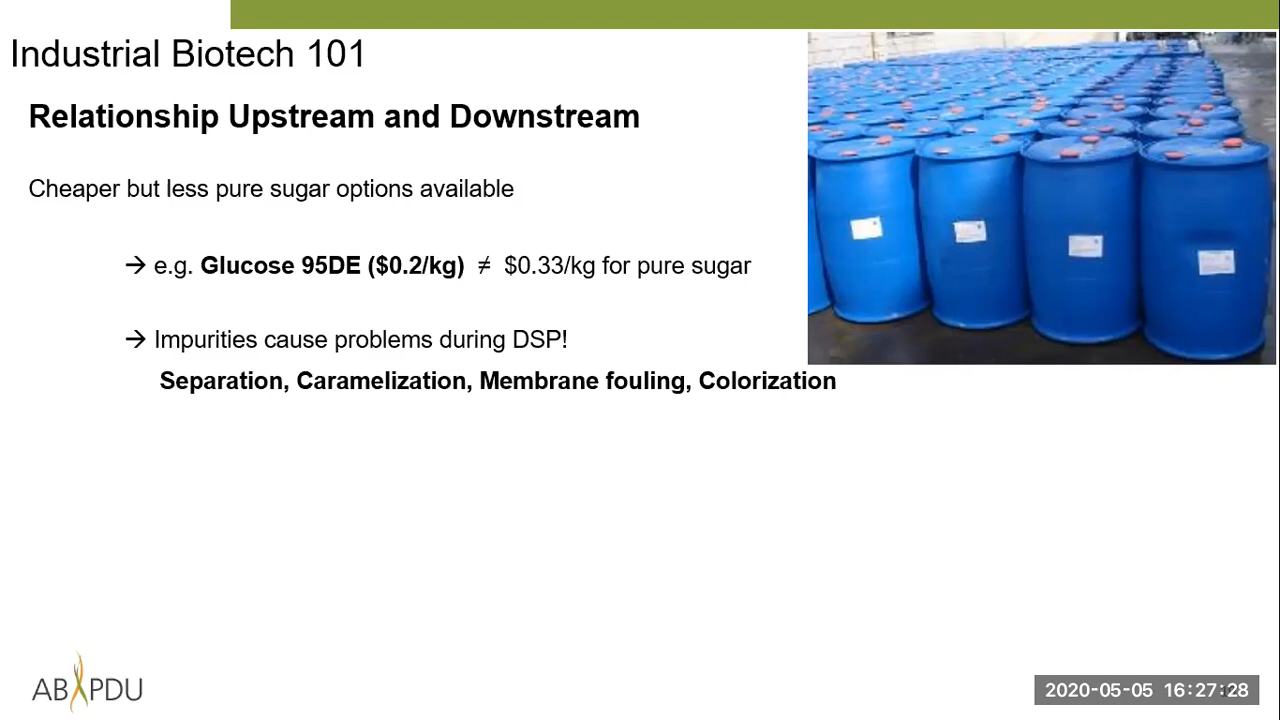 Industrial Biotech 101
Relationship Upstream and Downstream
Cheaper but less pure sugar options available
→ e.g. Glucose 95DE ($0.2/kg) ≠ $0.33/kg for pure sugar
→ Impurities cause problems during DSP!
Separation, Caramelization, Membrane fouling, Colorization
ABPDU
2020-05-05 16:27:28